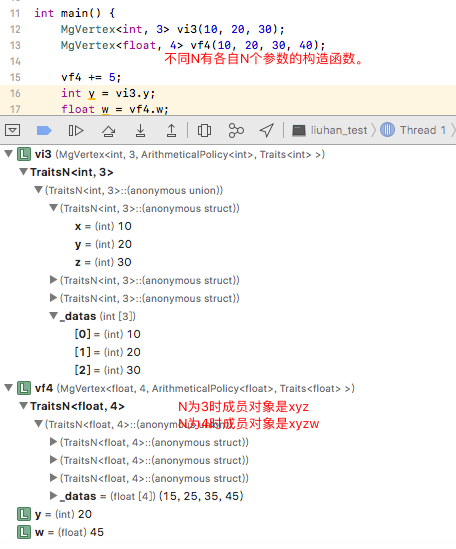 11 int main() {
12 MgVertex<int, 3> vi3(10, 20, 30);
13 MgVertex<float, 4> vf4(10, 20, 30, 40);
不同N有各自N个参数的构造函数。
15 vf4 += 5;
16 int y = vi3.y;
17 float w = vf4.w;
liuhan_test Thread 1
L vi3 (MgVertex<int, 3, ArithmeticalPolicy<int>, Traits<int> >)
TraitsN<int, 3>
(TraitsN<int, 3>::(anonymous union))
(TraitsN<int, 3>::(anonymous struct))
x = (int) 10
y = (int) 20
z = (int) 30
(TraitsN<int, 3>::(anonymous struct))
(TraitsN<int, 3>::(anonymous struct))
_datas (int [3])
[0] = (int) 10
[1] = (int) 20
[2] = (int) 30
L vf4 (MgVertex<float, 4, ArithmeticalPolicy<float>, Traits<float> >)
TraitsN<float, 4>
N为3时成员对象是xyz
(TraitsN<float, 4>::(anonymous union))
N为4时成员对象是xyzw
(TraitsN<float, 4>::(anonymous struct))
(TraitsN<float, 4>::(anonymous struct))
(TraitsN<float, 4>::(anonymous struct))
_datas = (float [4]) (15, 25, 35, 45)
L y = (int) 20
L w = (float) 45